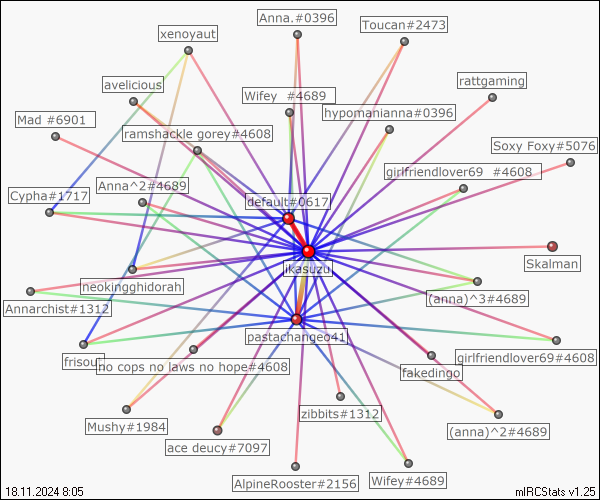 Anna.#0396
Toucan#2473
xenoyaut
rattgaming
avelicious
Wifey #4689
hypomanianna#0396
Mad #6901
ramshackle gorey#4608
Soxy Foxy#5076
girlfriendlover69 #4608
Anna^2#4689
Cypha#1717
default#0617
Skalman
ikasuzu
neokingghidorah
(anna)^3#4689
Annarchist#1312
pastachangeo41
girlfriendlover69#4608
frisout
no cops no laws no hope#4608
fakedingo
zibbits#1312
Mushy#1984
(anna)^2#4689
ace deucy#7097
Wifey#4689
AlpineRooster#2156
18.11.2024 8:05
mIRCStats v1.25